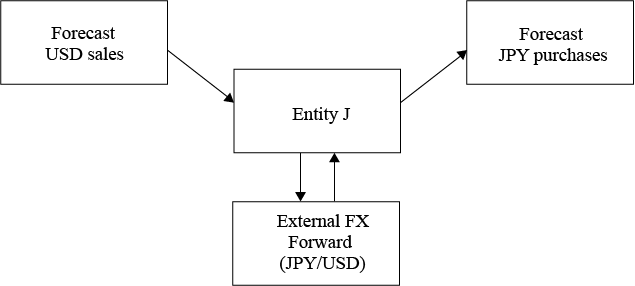 Forecast
USD sales
Forecast
JPY purchases
Entity J
External FX
Forward
(JPY/USD)